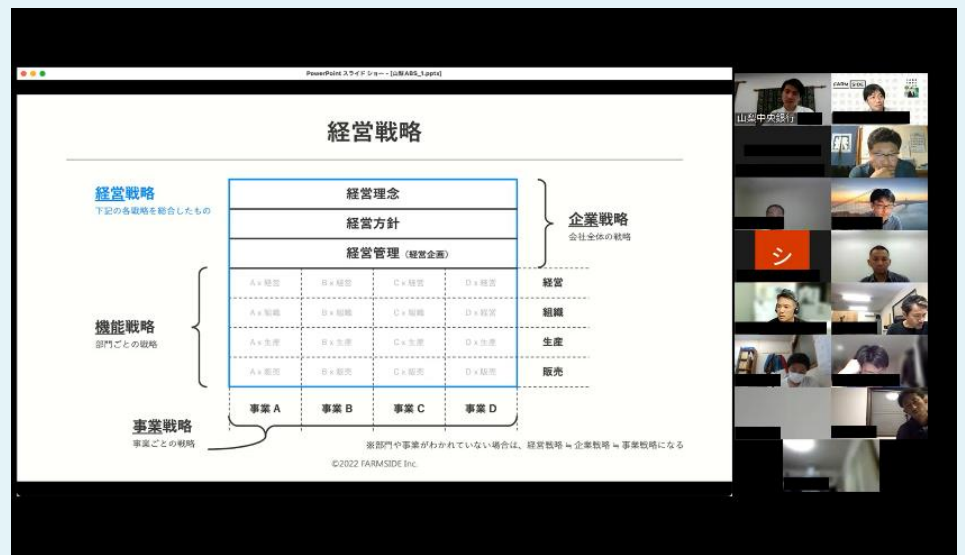 PowerPoint スライド ショー - [山梨ABS_1.pptx]
経営戦略
経営戦略
下記の各戦略を総合したもの
経営理念
経営方針
経営管理（経営企画）
企業戦略
会社全体の戦略
A x 経営 B x 経営 C x 経営 D x 経営 経営
A x 組織 B x 組織 C x 組織 組織
A x 生産 B x 生産 C x 生産 D x 生産 生産
A x 販売 B x 販売 C x 販売 D x 販売 販売
機能戦略
部門ごとの戦略
事業 A 事業 B 事業 C 事業 D
事業戦略
事業ごとの戦略
※部門や事業がわかれていない場合は、経営戦略 ≒ 企業戦略 ≒ 事業戦略になる
©2022 FARMSIDE Inc.
山梨中央銀行
FARM SIDE
シ